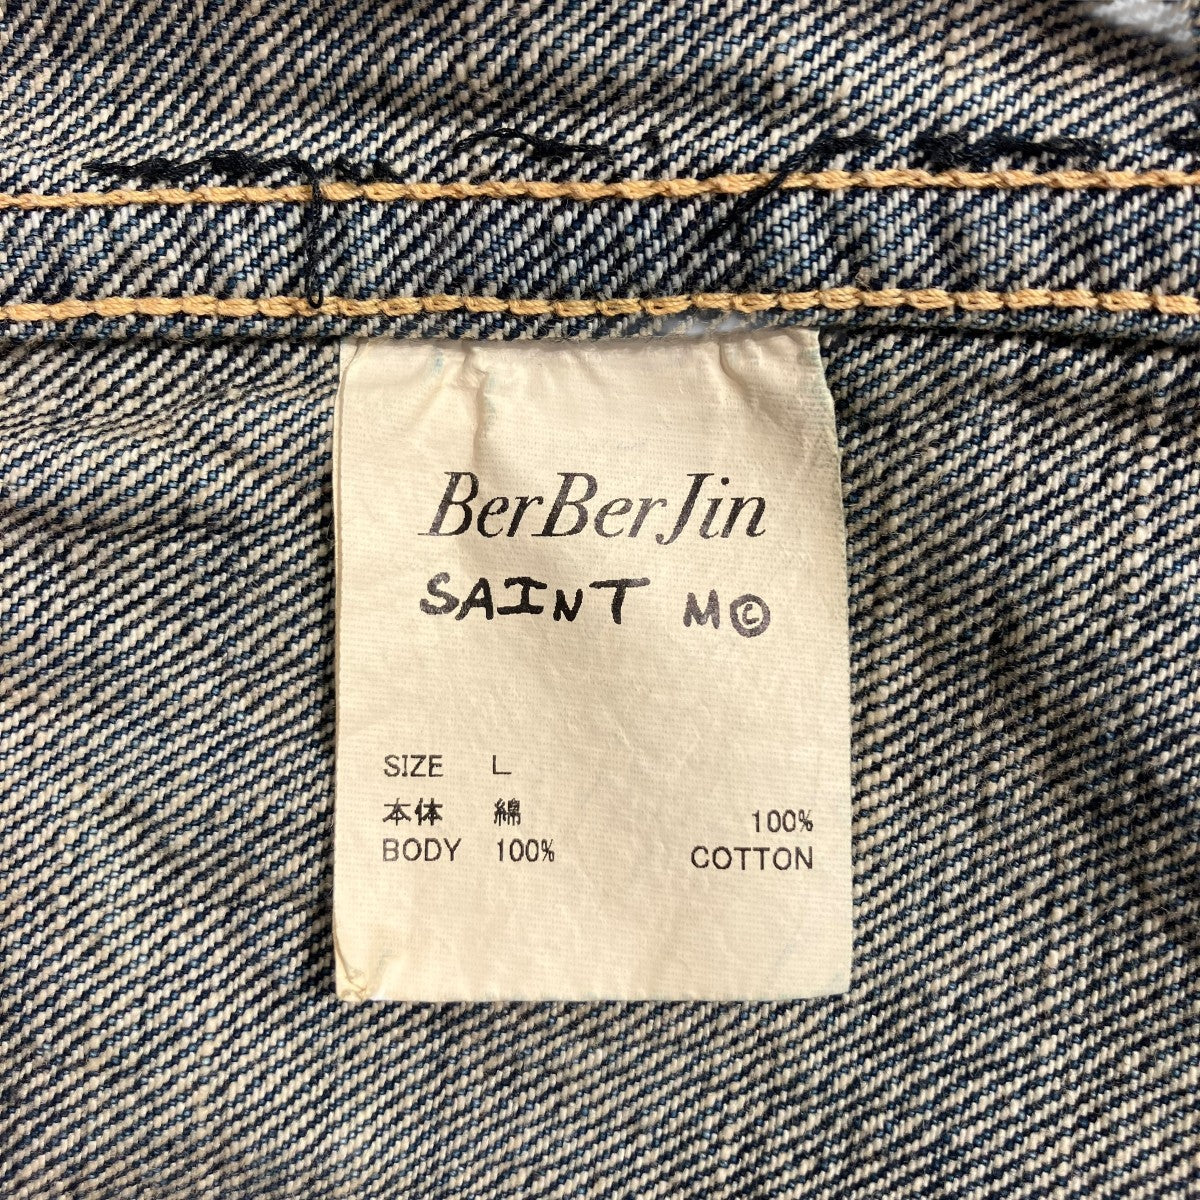 BerBerJin
SAINT M©
SIZE L
本体 綿 100%
BODY 100% COTTON